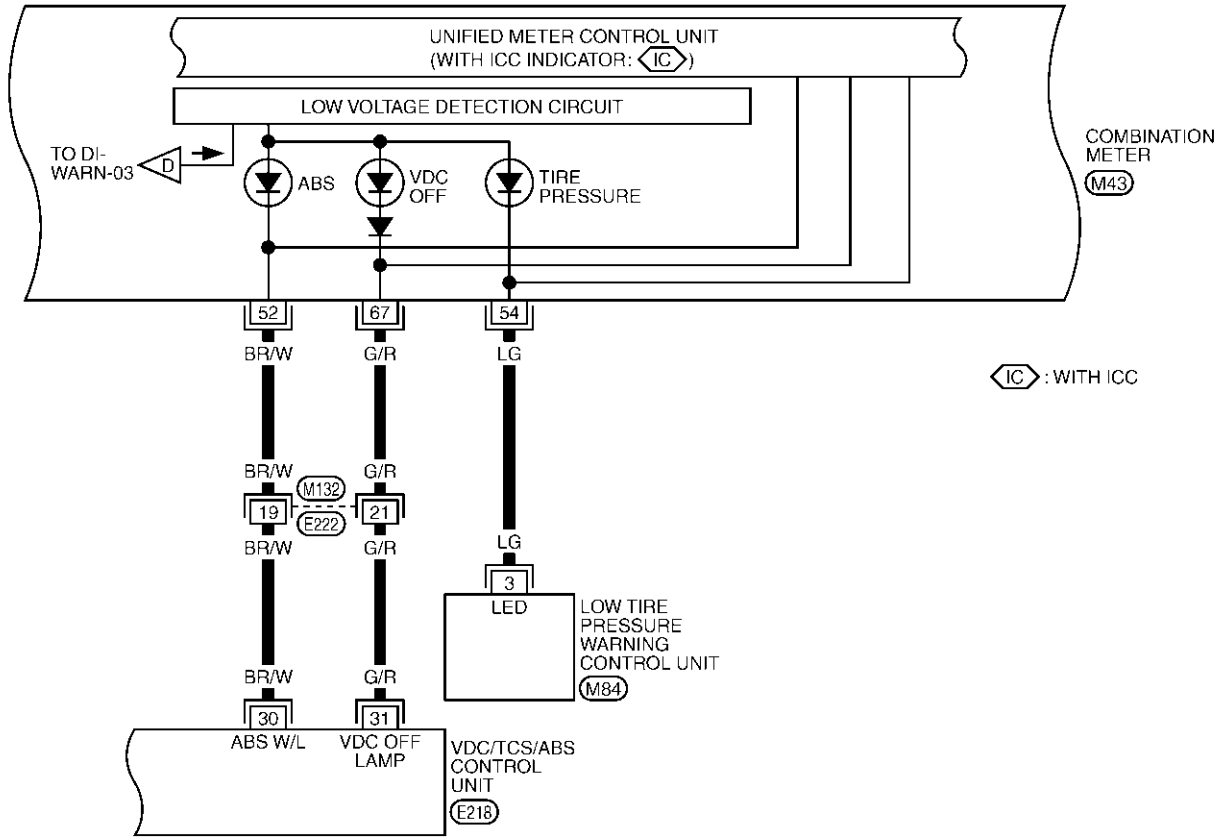 UNIFIED METER CONTROL UNIT
(WITH ICC INDICATOR: IC )
LOW VOLTAGE DETECTION CIRCUIT
TO DI-
WARN-03
D
ABS
VDC
OFF
TIRE
PRESSURE
COMBINATION
METER
M43
52
67
54
BR/W
G/R
LG
IC : WITH ICC
BR/W
G/R
M132
19
21
E222
BR/W
G/R
LG
3
LED
LOW TIRE
PRESSURE
WARNING
CONTROL UNIT
M84
BR/W
G/R
30
31
ABS W/L
VDC OFF
LAMP
VDC/TCS/ABS
CONTROL
UNIT
E218